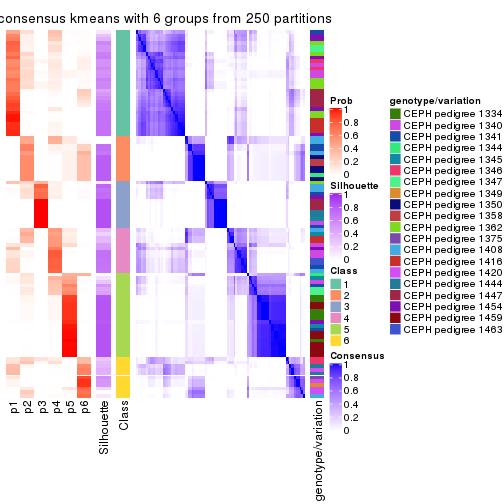 consensus kmeans with 6 groups from 250 partitions
p1
p2
p3
p4
p5
p6
Silhouette
Class
genotype/variation
Prob
1
0.8
0.6
0.4
0.2
0
Silhouette
1
0.8
0.6
0.4
0.2
0
Class
1
2
3
4
5
6
Consensus
1
0.8
0.6
0.4
0.2
0
genotype/variation
CEPH pedigree 1334
CEPH pedigree 1340
CEPH pedigree 1341
CEPH pedigree 1344
CEPH pedigree 1345
CEPH pedigree 1346
CEPH pedigree 1347
CEPH pedigree 1349
CEPH pedigree 1350
CEPH pedigree 1358
CEPH pedigree 1362
CEPH pedigree 1375
CEPH pedigree 1408
CEPH pedigree 1416
CEPH pedigree 1420
CEPH pedigree 1444
CEPH pedigree 1447
CEPH pedigree 1454
CEPH pedigree 1459
CEPH pedigree 1463